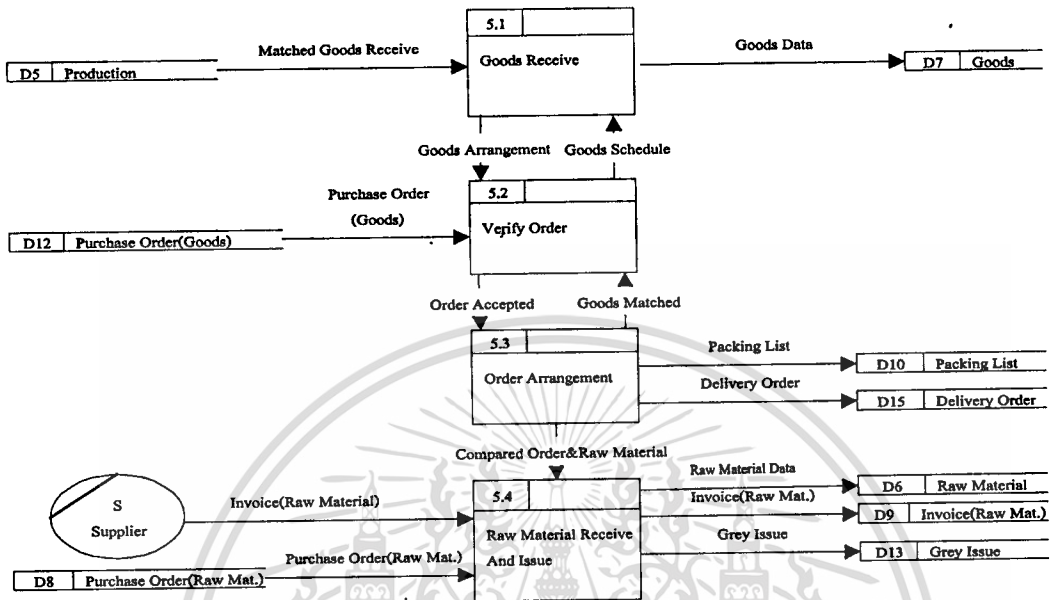 5.1
Matched Goods Receive
Goods Receive
Goods Data
D5 Production
D7 Goods
Goods Arrangement Goods Schedule
5.2
Purchase Order
(Goods)
Verify Order
D12 Purchase Order(Goods)
Order Accepted Goods Matched
5.3
Packing List
Order Arrangement
D10 Packing List
Delivery Order
D15 Delivery Order
Compared Order&Raw Material
5.4
Raw Material Data
D6 Raw Material
S
Supplier
Invoice(Raw Material)
Invoice(Raw Mat.)
D9 Invoice(Raw Mat.)
Raw Material Receive
And Issue
Grey Issue
D13 Grey Issue
Purchase Order(Raw Mat.)
D8 Purchase Order(Raw Mat.)